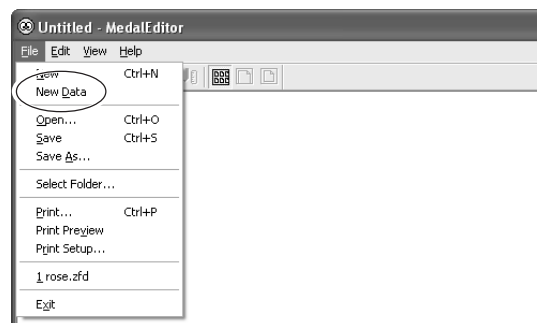 Untitled - MedalEditor
File Edit View Help
New Ctrl+N
New Data
Open... Ctrl+O
Save Ctrl+S
Save As...
Select Folder...
Print... Ctrl+P
Print Preview
Print Setup...
1 rose.zfd
Exit